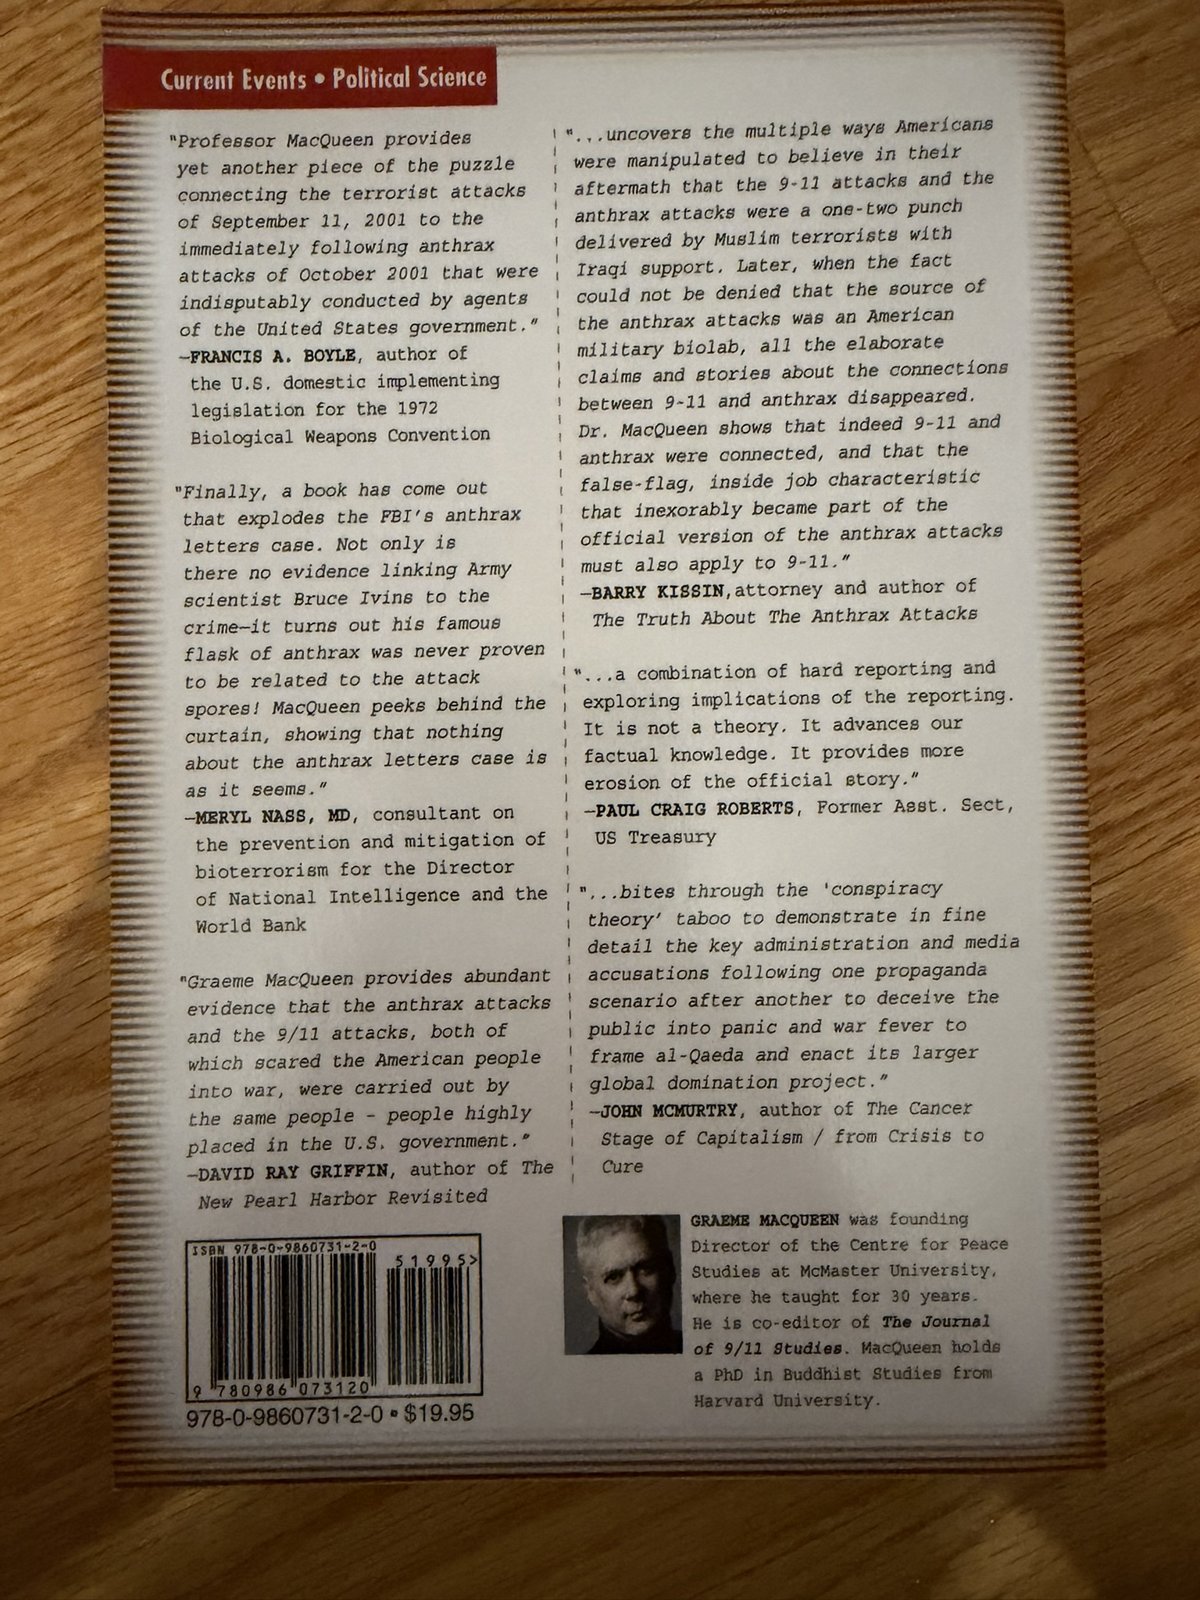 Current Events • Political Science
"Professor MacQueen provides
yet another piece of the puzzle
connecting the terrorist attacks
of September 11, 2001 to the
immediately following anthrax
attacks of October 2001 that were
indisputably conducted by agents
of the United States government."
—FRANCIS A. BOYLE, author of
the U.S. domestic implementing
legislation for the 1972
Biological Weapons Convention
"Finally, a book has come out
that explodes the FBI's anthrax
letters case. Not only is
there no evidence linking Army
scientist Bruce Ivins to the
crime—it turns out his famous
flask of anthrax was never proven
to be related to the attack
spores! MacQueen peeks behind the
curtain, showing that nothing
about the anthrax letters case is
as it seems."
—MERYL NASS, MD, consultant on
the prevention and mitigation of
bioterrorism for the Director
of National Intelligence and the
World Bank
"Graeme MacQueen provides abundant
evidence that the anthrax attacks
and the 9/11 attacks, both of
which scared the American people
into war, were carried out by
the same people - people highly
placed in the U.S. government."
—DAVID RAY GRIFFIN, author of The
New Pearl Harbor Revisited
"...uncovers the multiple ways Americans
were manipulated to believe in their
aftermath that the 9-11 attacks and the
anthrax attacks were a one-two punch
delivered by Muslim terrorists with
Iraqi support. Later, when the fact
could not be denied that the source of
the anthrax attacks was an American
military biolab, all the elaborate
claims and stories about the connections
between 9-11 and anthrax disappeared.
Dr. MacQueen shows that indeed 9-11 and
anthrax were connected, and that the
false-flag, inside job characteristic
that inexorably became part of the
official version of the anthrax attacks
must also apply to 9-11."
—BARRY KISSIN,attorney and author of
The Truth About The Anthrax Attacks
"...a combination of hard reporting and
exploring implications of the reporting.
It is not a theory. It advances our
factual knowledge. It provides more
erosion of the official story."
—PAUL CRAIG ROBERTS, Former Asst. Sect,
US Treasury
"...bites through the 'conspiracy
theory' taboo to demonstrate in fine
detail the key administration and media
accusations following one propaganda
scenario after another to deceive the
public into panic and war fever to
frame al-Qaeda and enact its larger
global domination project."
—JOHN MCMURTRY, author of The Cancer
Stage of Capitalism / from Crisis to
Cure
ISBN 978-0-9860731-2-0
51995>
9 780986 073120
978-0-9860731-2-0 • $19.95
GRAEME MACQUEEN was founding
Director of the Centre for Peace
Studies at McMaster University,
where he taught for 30 years.
He is co-editor of The Journal
of 9/11 Studies. MacQueen holds
a PhD in Buddhist Studies from
Harvard University.